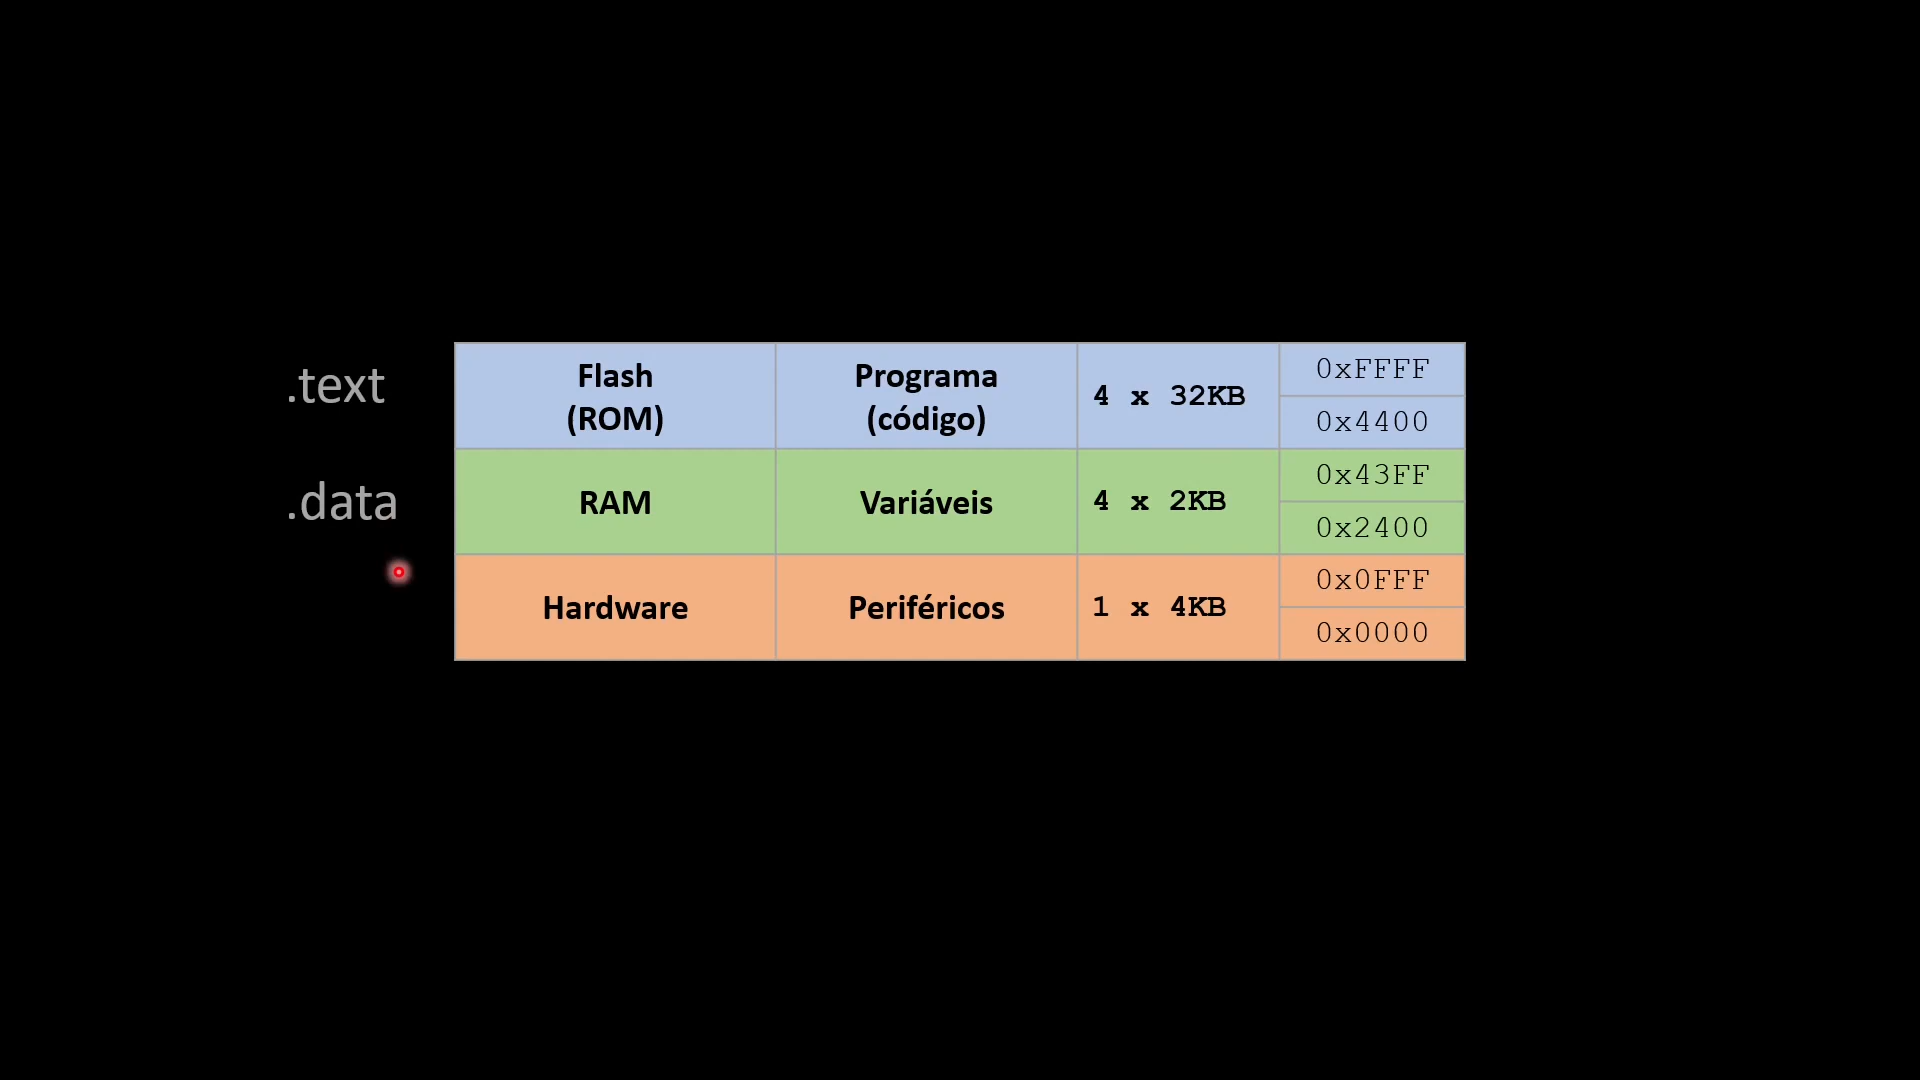 .text
Flash
(ROM)
Programa
(código)
4 x 32KB
0xFFFF
0x4400
.data
RAM
Variáveis
4 x 2KB
0x43FF
0x2400
Hardware
Periféricos
1 x 4KB
0x0FFF
0x0000